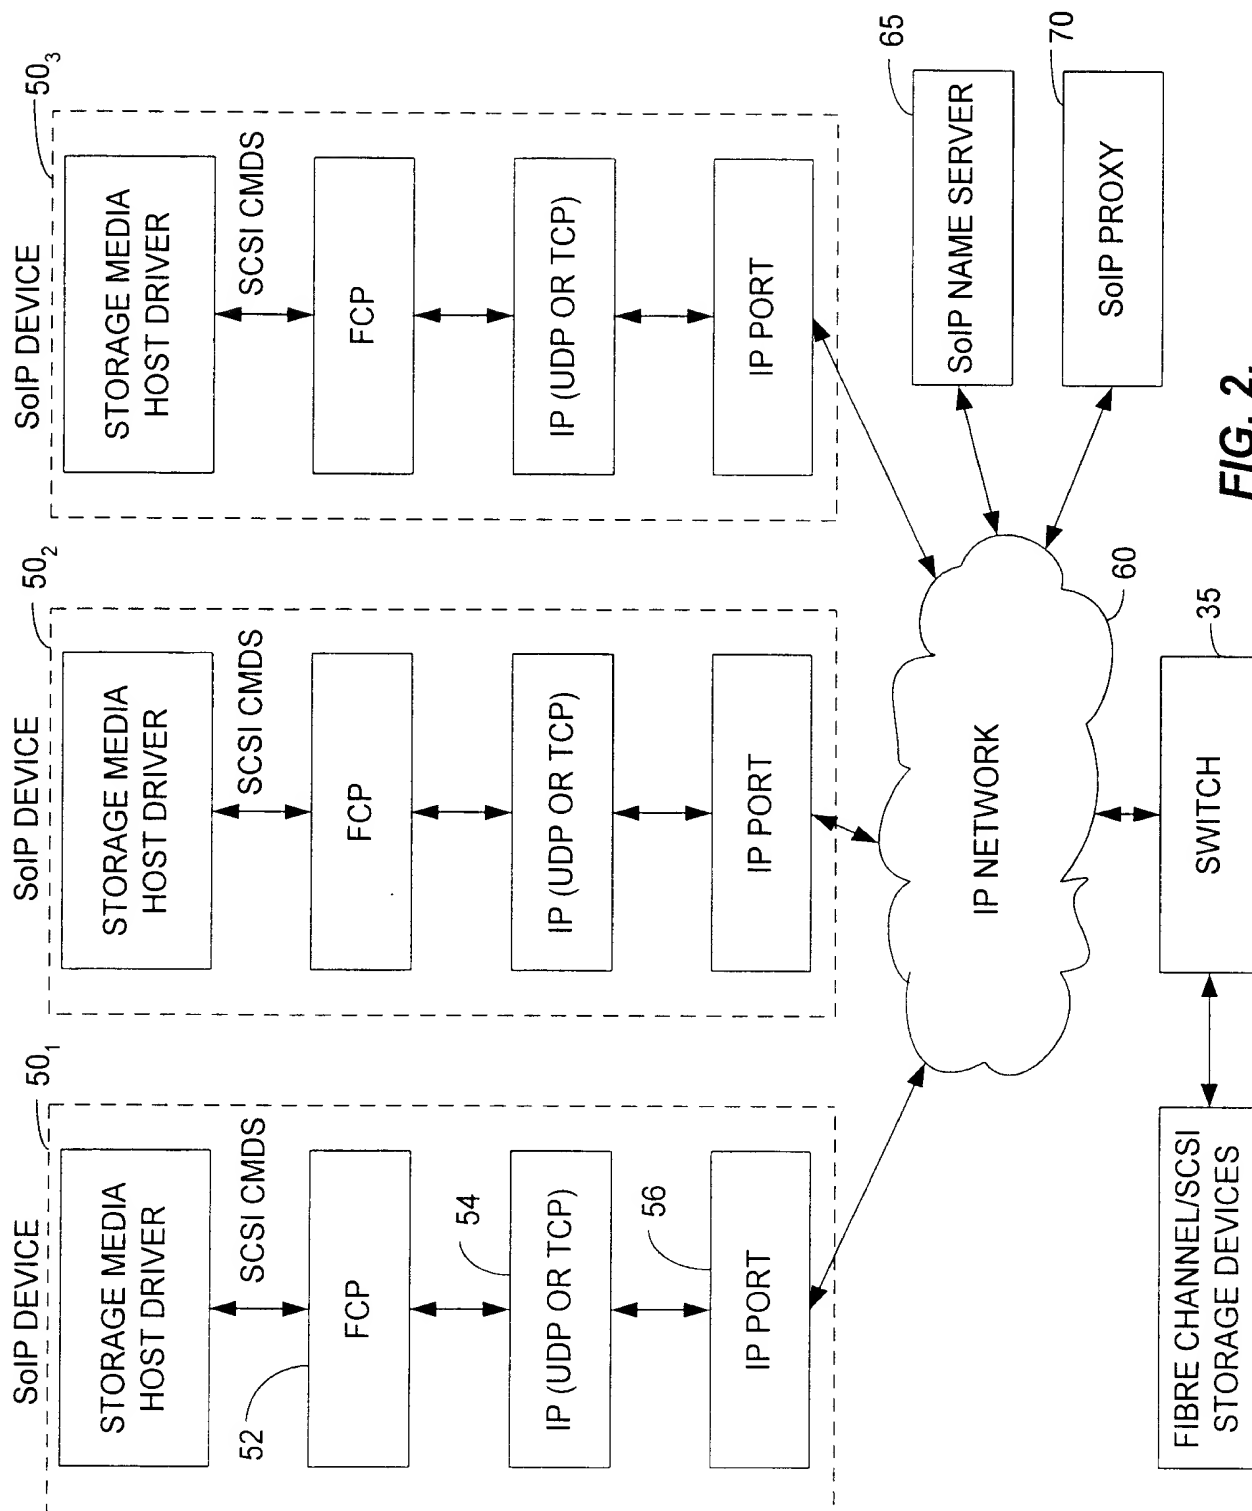 SoIP DEVICE
50₁
STORAGE MEDIA
HOST DRIVER
SCSI CMDS
52
FCP
54
IP (UDP OR TCP)
56
IP PORT
SoIP DEVICE
50₂
STORAGE MEDIA
HOST DRIVER
SCSI CMDS
FCP
IP (UDP OR TCP)
IP PORT
SoIP DEVICE
50₃
STORAGE MEDIA
HOST DRIVER
SCSI CMDS
FCP
IP (UDP OR TCP)
IP PORT
IP NETWORK
60
65
SoIP NAME SERVER
70
SoIP PROXY
35
SWITCH
FIBRE CHANNEL/SCSI
STORAGE DEVICES
FIG. 2.